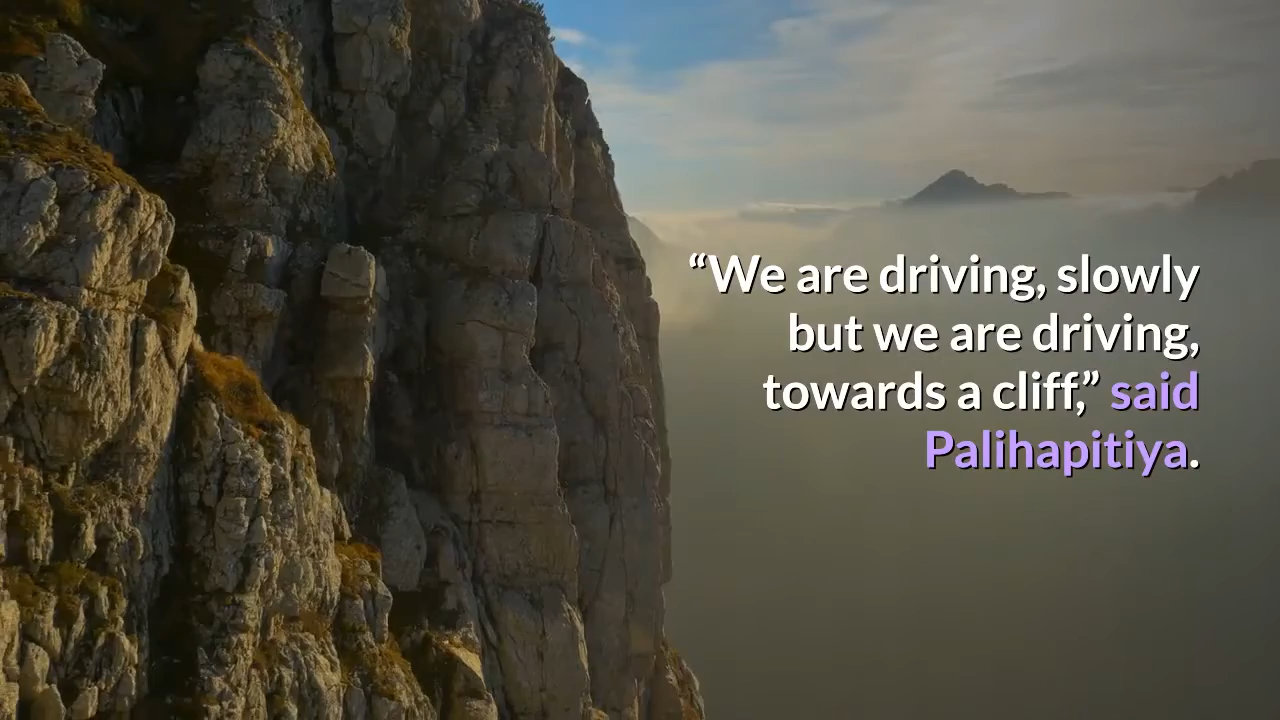 “We are driving, slowly
but we are driving,
towards a cliff,” said
Palihapitiya.